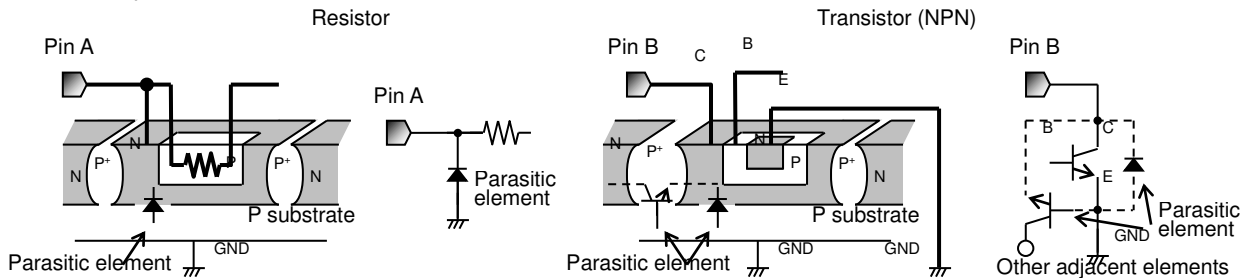 Resistor
Transistor (NPN)
Pin A
Pin A
Pin B
C
B
E
Pin B
N
P+
N
P
P+
N
P substrate
Parasitic element
GND
Parasitic
element
N
P+
N
P
P+
N
P substrate
Parasitic element
GND
GND
B
C
E
GND
Parasitic
element
Other adjacent elements